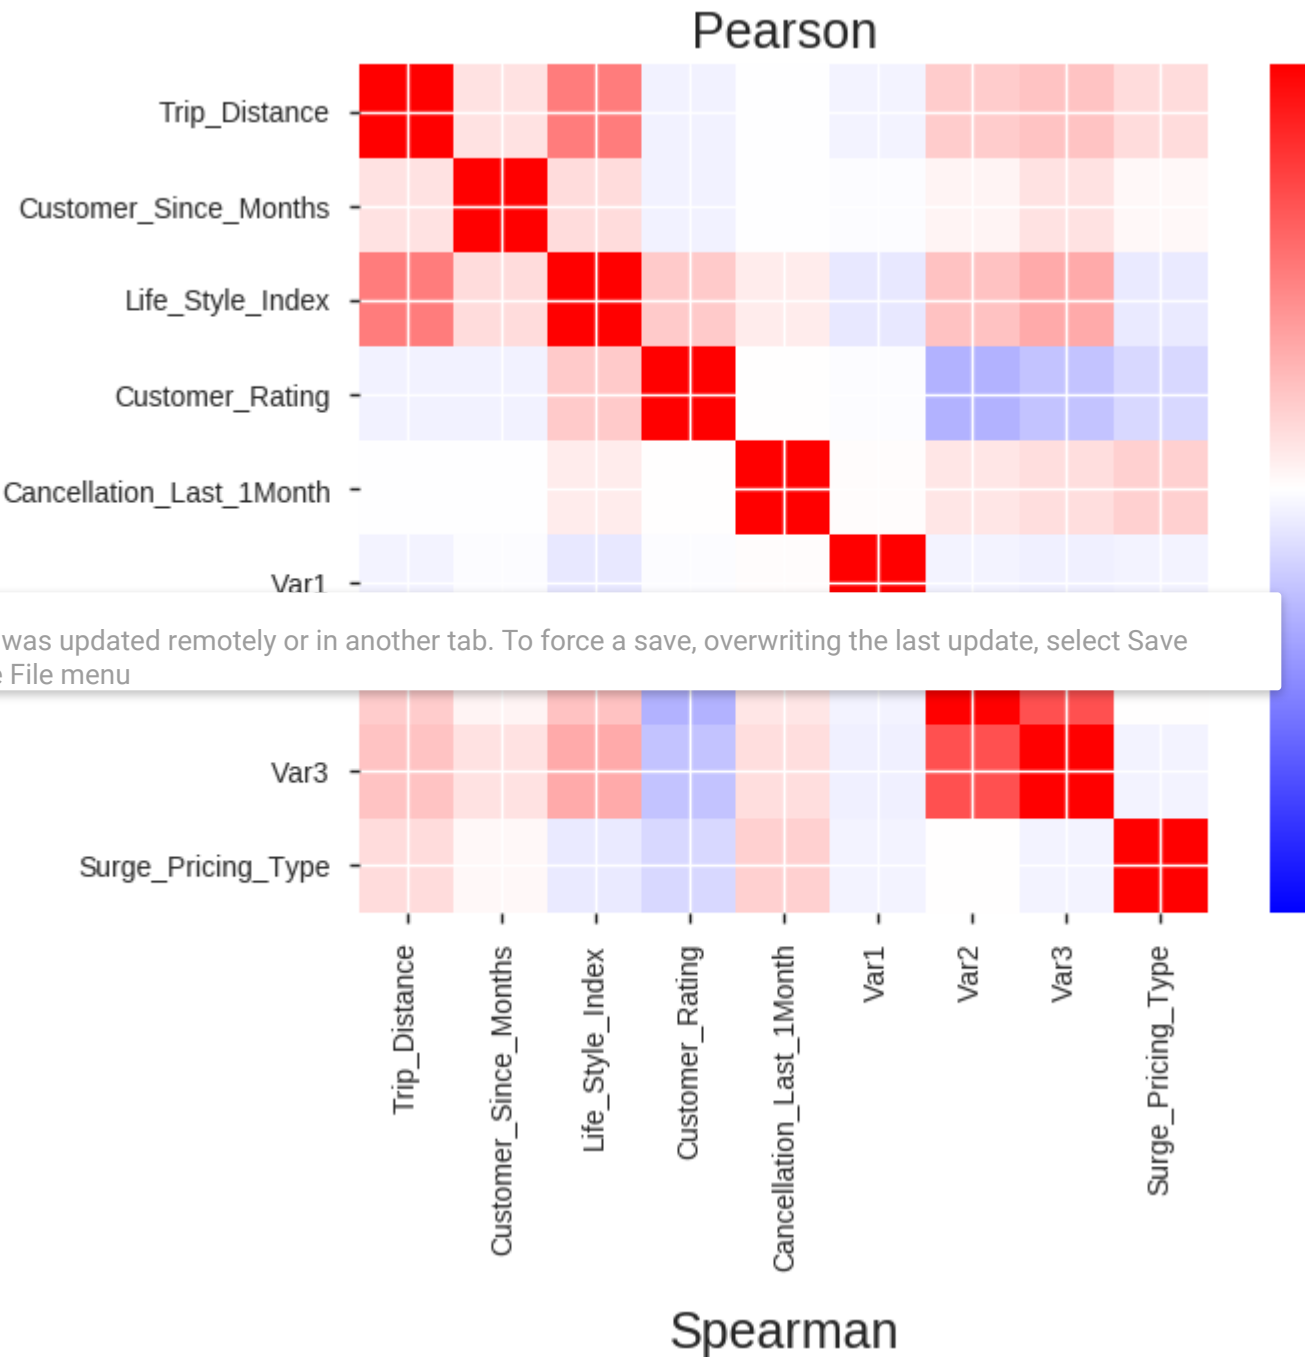 Pearson
Trip_Distance
Customer_Since_Months
Life_Style_Index
Customer_Rating
Cancellation_Last_1Month
Var1
was updated remotely or in another tab. To force a save, overwriting the last update, select Save
File menu
Var3
Surge_Pricing_Type
Trip_Distance
Customer_Since_Months
Life_Style_Index
Customer_Rating
Cancellation_Last_1Month
Var1
Var2
Var3
Surge_Pricing_Type
Spearman